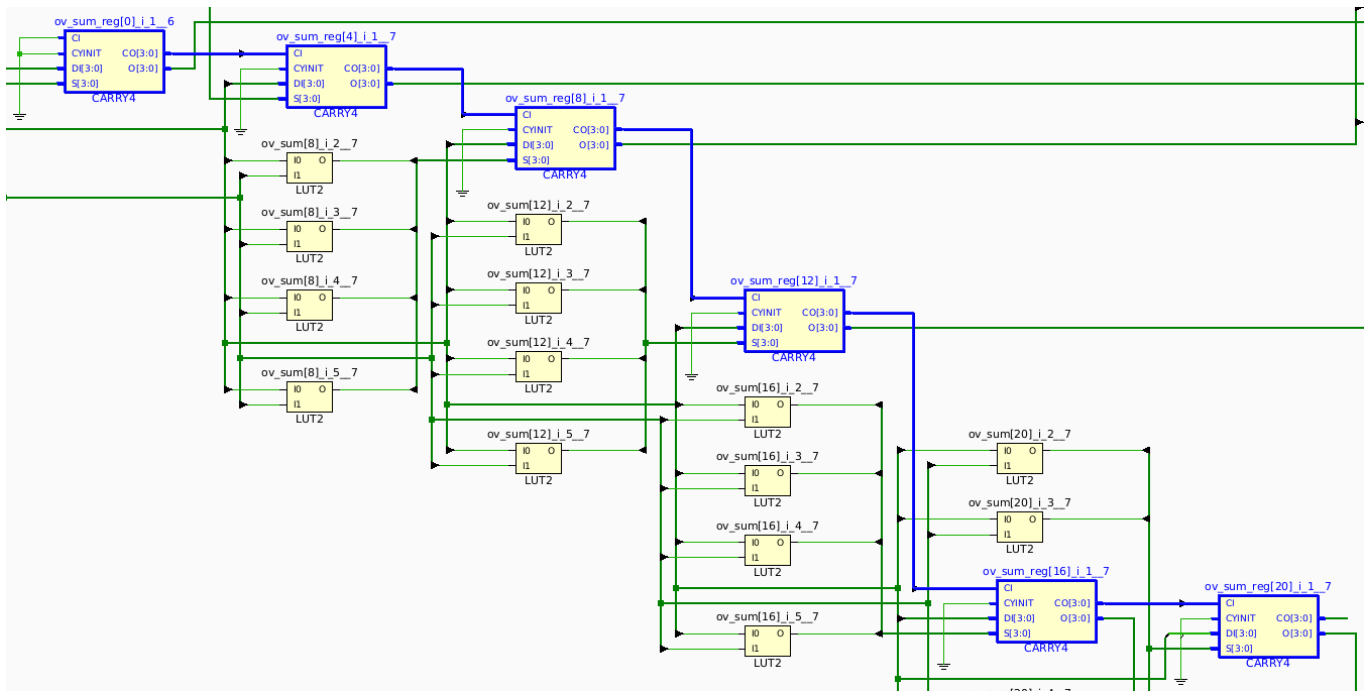 ov_sum_reg[0]_i_1__6
CI
CYINIT CO[3:0]
DI[3:0] O[3:0]
S[3:0]
CARRY4
ov_sum_reg[4]_i_1__7
CI
CYINIT CO[3:0]
DI[3:0] O[3:0]
S[3:0]
CARRY4
ov_sum_reg[8]_i_1__7
CI
CYINIT CO[3:0]
DI[3:0] O[3:0]
S[3:0]
CARRY4
ov_sum[8]_i_2__7
I0 O
I1
LUT2
ov_sum[8]_i_3__7
I0 O
I1
LUT2
ov_sum[8]_i_4__7
I0 O
I1
LUT2
ov_sum[8]_i_5__7
I0 O
I1
LUT2
ov_sum[12]_i_2__7
I0 O
I1
LUT2
ov_sum[12]_i_3__7
I0 O
I1
LUT2
ov_sum[12]_i_4__7
I0 O
I1
LUT2
ov_sum[12]_i_5__7
I0 O
I1
LUT2
ov_sum_reg[12]_i_1__7
CI
CYINIT CO[3:0]
DI[3:0] O[3:0]
S[3:0]
CARRY4
ov_sum[16]_i_2__7
I0 O
I1
LUT2
ov_sum[16]_i_3__7
I0 O
I1
LUT2
ov_sum[16]_i_4__7
I0 O
I1
LUT2
ov_sum[16]_i_5__7
I0 O
I1
LUT2
ov_sum[20]_i_2__7
I0 O
I1
LUT2
ov_sum[20]_i_3__7
I0 O
I1
LUT2
ov_sum_reg[16]_i_1__7
CI
CYINIT CO[3:0]
DI[3:0] O[3:0]
S[3:0]
CARRY4
ov_sum_reg[20]_i_1__7
CI
CYINIT CO[3:0]
DI[3:0] O[3:0]
S[3:0]
CARRY4